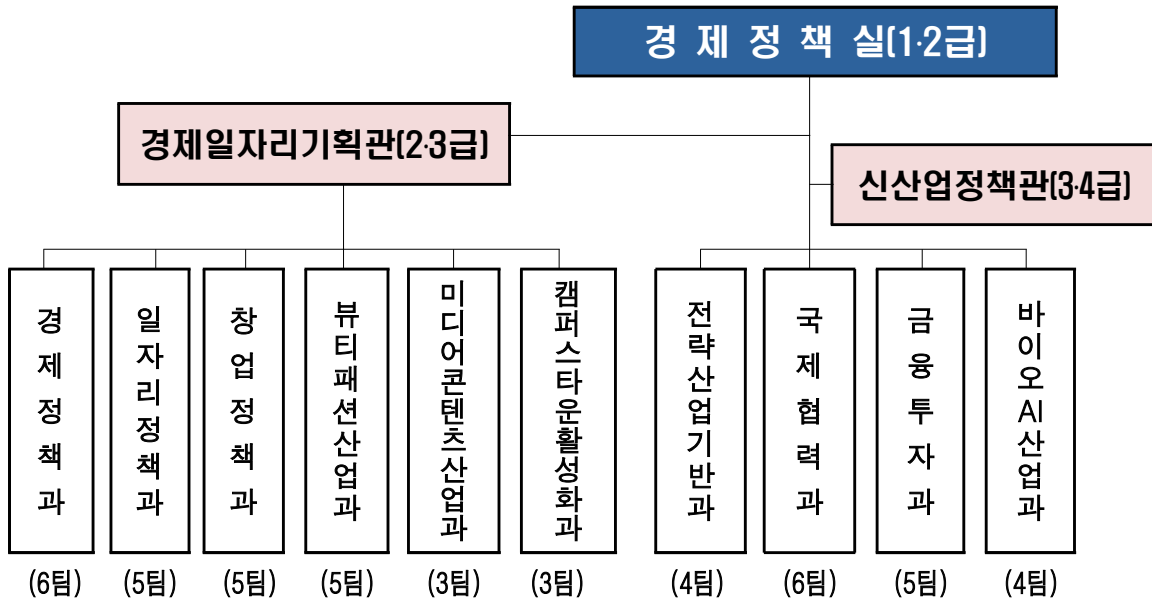 경 제 정 책 실(1·2급)
경제일자리기획관(2·3급)
신산업정책관(3·4급)
경제정책과
일자리정책과
창업정책과
뷰티패션산업과
미디어콘텐츠산업과
캠퍼스타운활성화과
전략산업기반과
국제협력과
금융투자과
바이오AI산업과
(6팀) (5팀) (5팀) (5팀) (3팀) (3팀) (4팀) (6팀) (5팀) (4팀)